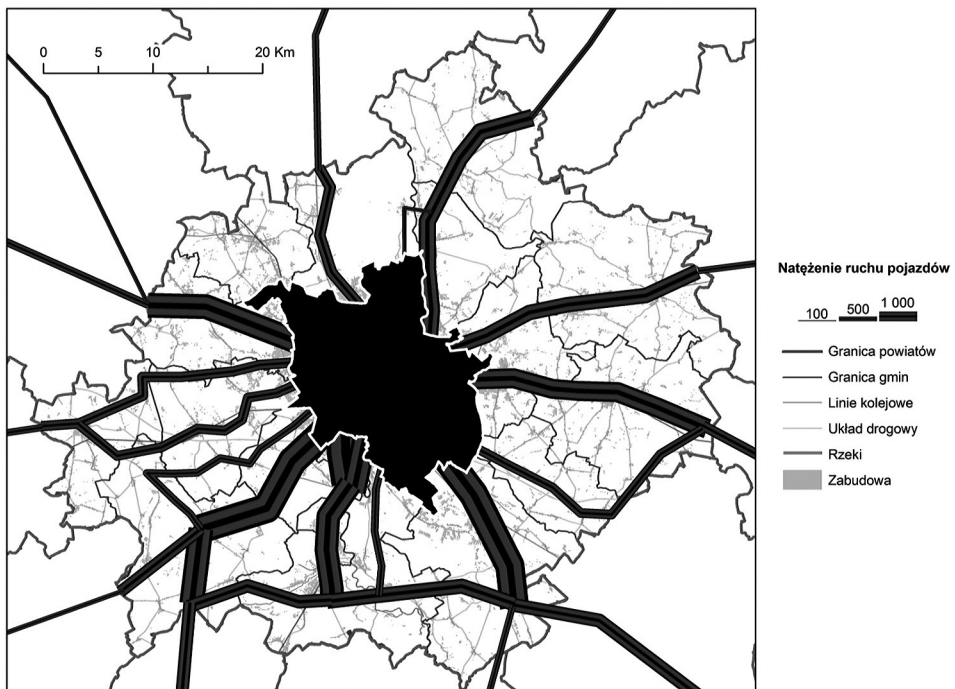 0 5 10 20 Km
Natężenie ruchu pojazdów
100 500 1 000
Granica powiatów
Granica gmin
Linie kolejowe
Układ drogowy
Rzeki
Zabudowa